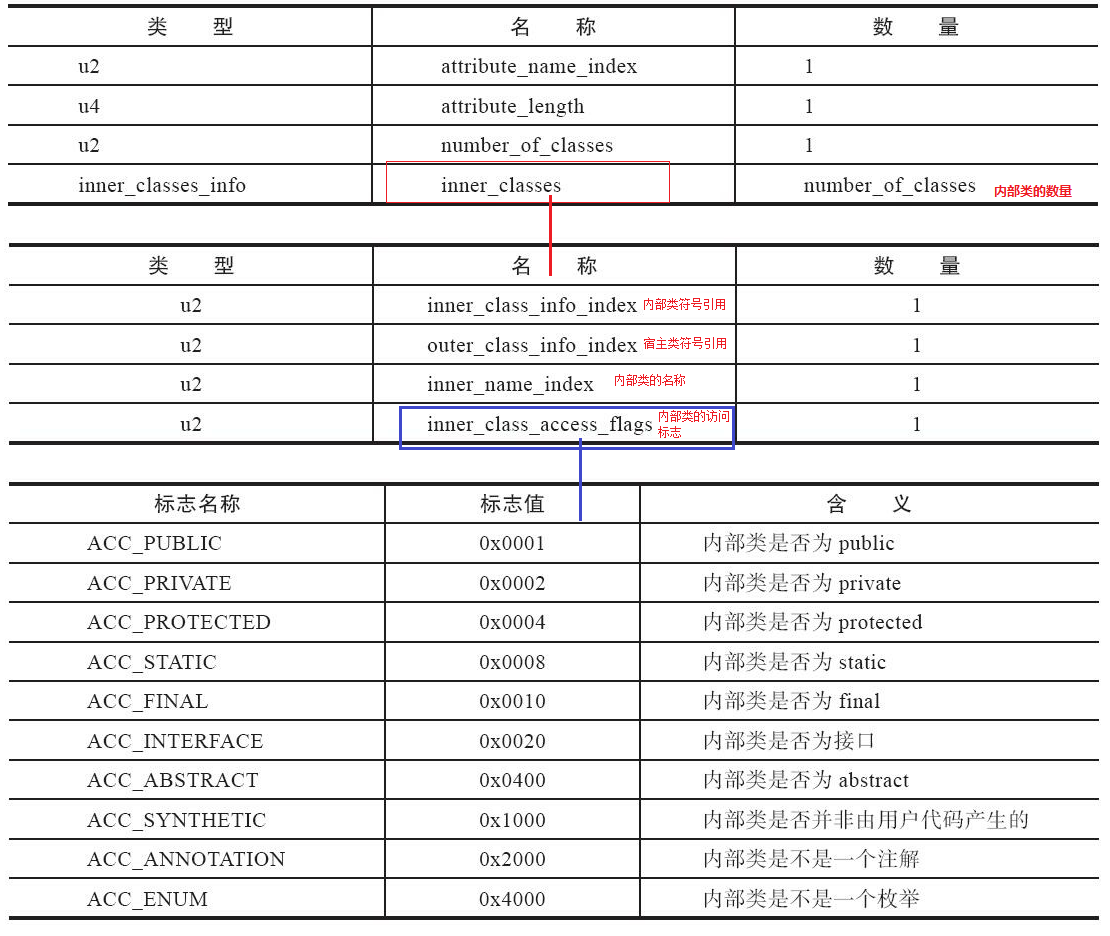 类 型 名 称 数 量
u2 attribute_name_index 1
u4 attribute_length 1
u2 number_of_classes 1
inner_classes_info inner_classes number_of_classes 内部类的数量
类 型 名 称 数 量
u2 inner_class_info_index 内部类符号引用 1
u2 outer_class_info_index 宿主类符号引用 1
u2 inner_name_index 内部类的名称 1
u2 inner_class_access_flags 内部类的访问 1
标志
标志名称 标志值 含 义
ACC_PUBLIC 0x0001 内部类是否为 public
ACC_PRIVATE 0x0002 内部类是否为 private
ACC_PROTECTED 0x0004 内部类是否为 protected
ACC_STATIC 0x0008 内部类是否为 static
ACC_FINAL 0x0010 内部类是否为 final
ACC_INTERFACE 0x0020 内部类是否为接口
ACC_ABSTRACT 0x0400 内部类是否为 abstract
ACC_SYNTHETIC 0x1000 内部类是否并非由用户代码产生的
ACC_ANNOTATION 0x2000 内部类是不是一个注解
ACC_ENUM 0x4000 内部类是不是一个枚举